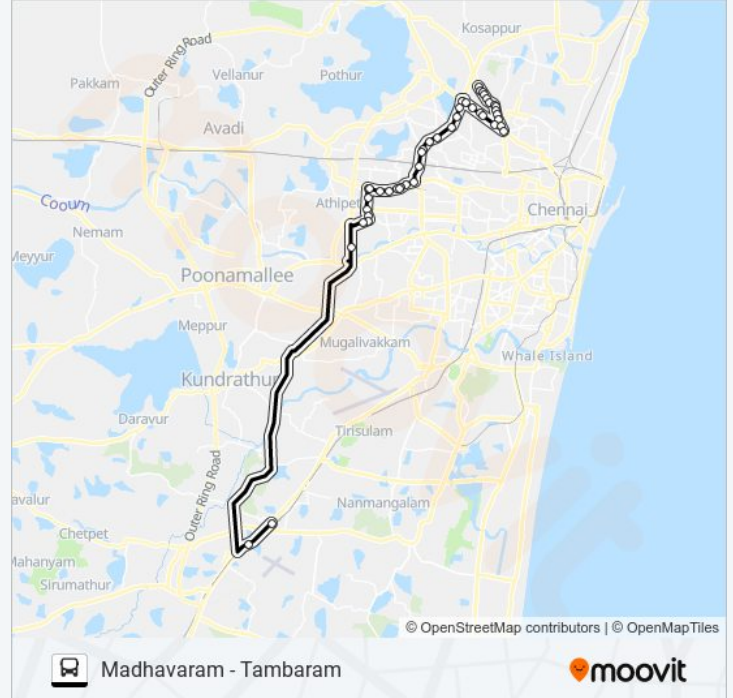 Kosappur
Outer Ring Road
Vellanur
Pothur
Pakkam
Avadi
Cooum
Athipet
Chennai
Nemam
Meyyur
Poonamallee
Meppur
Mugalivakkam
Whale Island
Kundrathur
Daravur
Tirisulam
Outer Ring Road
avalur
Nanmangalam
Chetpet
Mahanyam
Sirumathur
© OpenStreetMap contributors | © OpenMapTiles
Madhavaram - Tambaram
moovit